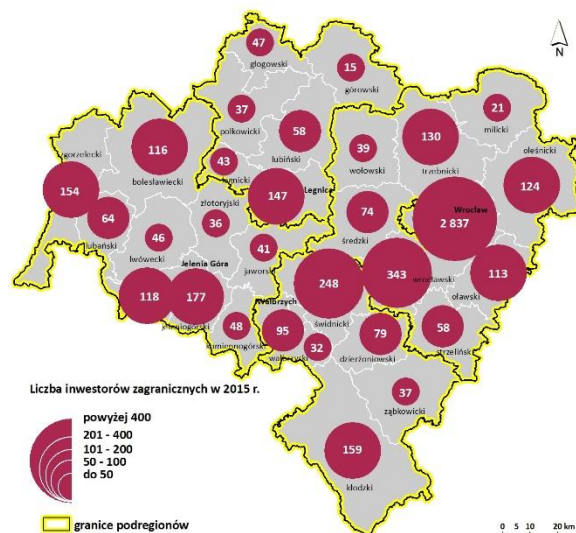 47
głogowski
15
górowski
N
37
polkowicki
21
milicki
58
lubiński
130
trzebnicki
oleśnicki
116
bolesławiecki
39
wołowski
zgorzelecki
43
legnicki
124
154
147
Legnica
złotoryjski
64
lubański
36
74
średzki
Wrocław
2 837
46
lwówecki
41
jaworski
Jelenia Góra
343
wrocławski
113
oławski
248
118
177
jeleniogórski
Wałbrzych
świdnicki
48
kamiennogórski
95
wałbrzyski
32
79
dzierżoniowski
58
strzeliński
37
ząbkowicki
159
kłodzki
Liczba inwestorów zagranicznych w 2015 r.
powyżej 400
201 - 400
101 - 200
50 - 100
do 50
granice podregionów
0 5 10 20 km